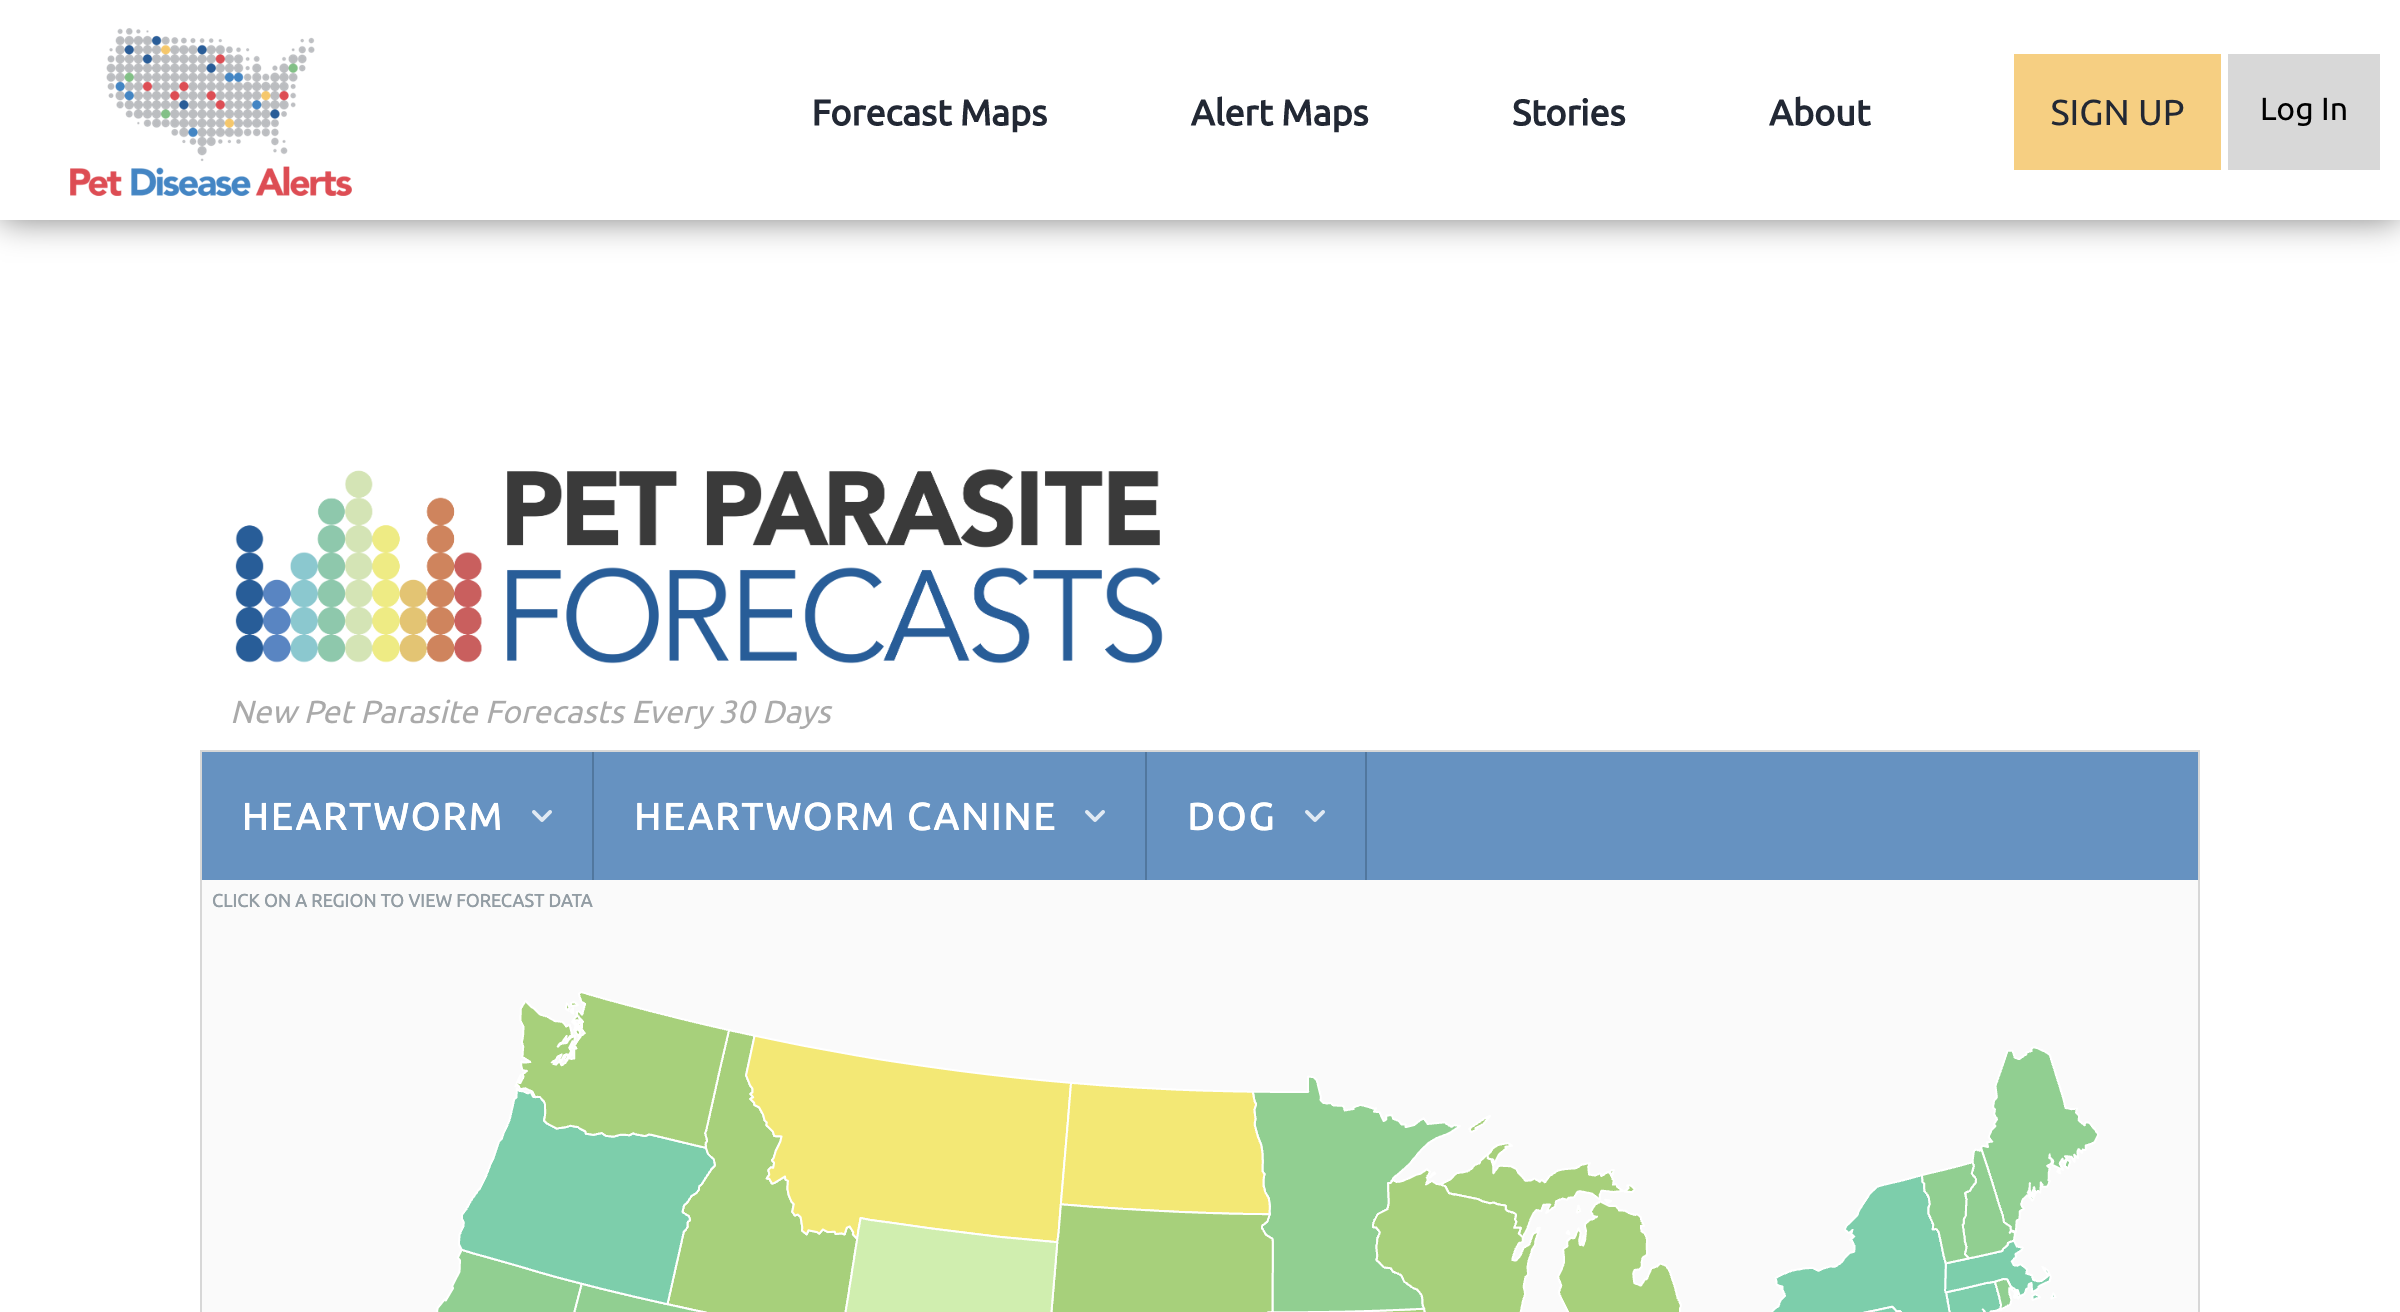 Pet Disease Alerts
Forecast Maps
Alert Maps
Stories
About
SIGN UP
Log In
PET PARASITE
FORECASTS
New Pet Parasite Forecasts Every 30 Days
HEARTWORM
HEARTWORM CANINE
DOG
CLICK ON A REGION TO VIEW FORECAST DATA